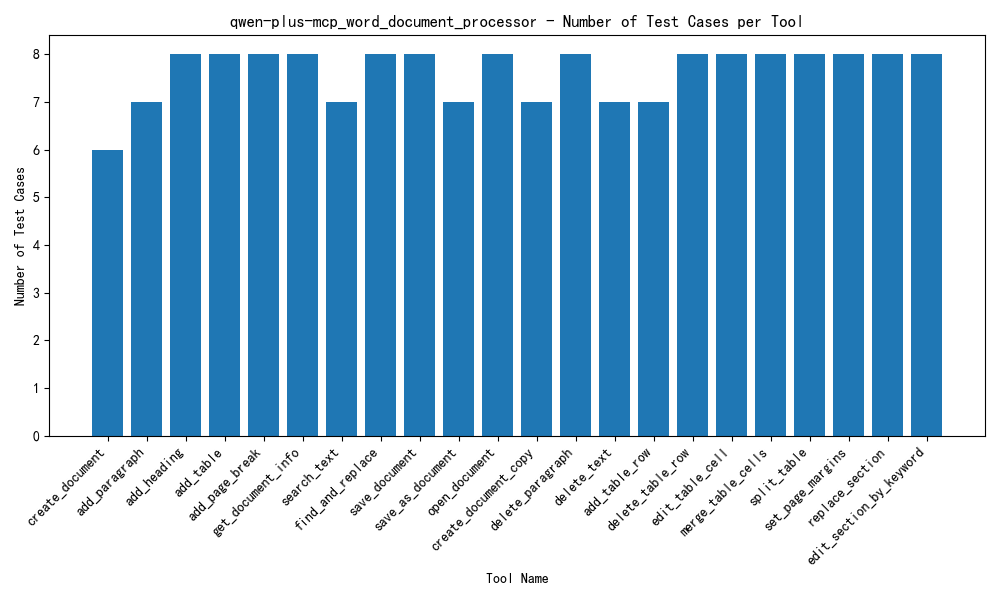 qwen-plus-mcp_word_document_processor - Number of Test Cases per Tool
Number of Test Cases
8
7
6
5
4
3
2
1
0
create_document
add_paragraph
add_heading
add_table
add_page_break
get_document_info
search_text
find_and_replace
save_document
save_as_document
open_document
create_document_copy
delete_paragraph
delete_text
add_table_row
delete_table_row
edit_table_cell
merge_table_cells
split_table
set_page_margins
replace_section
edit_section_by_keyword
Tool Name